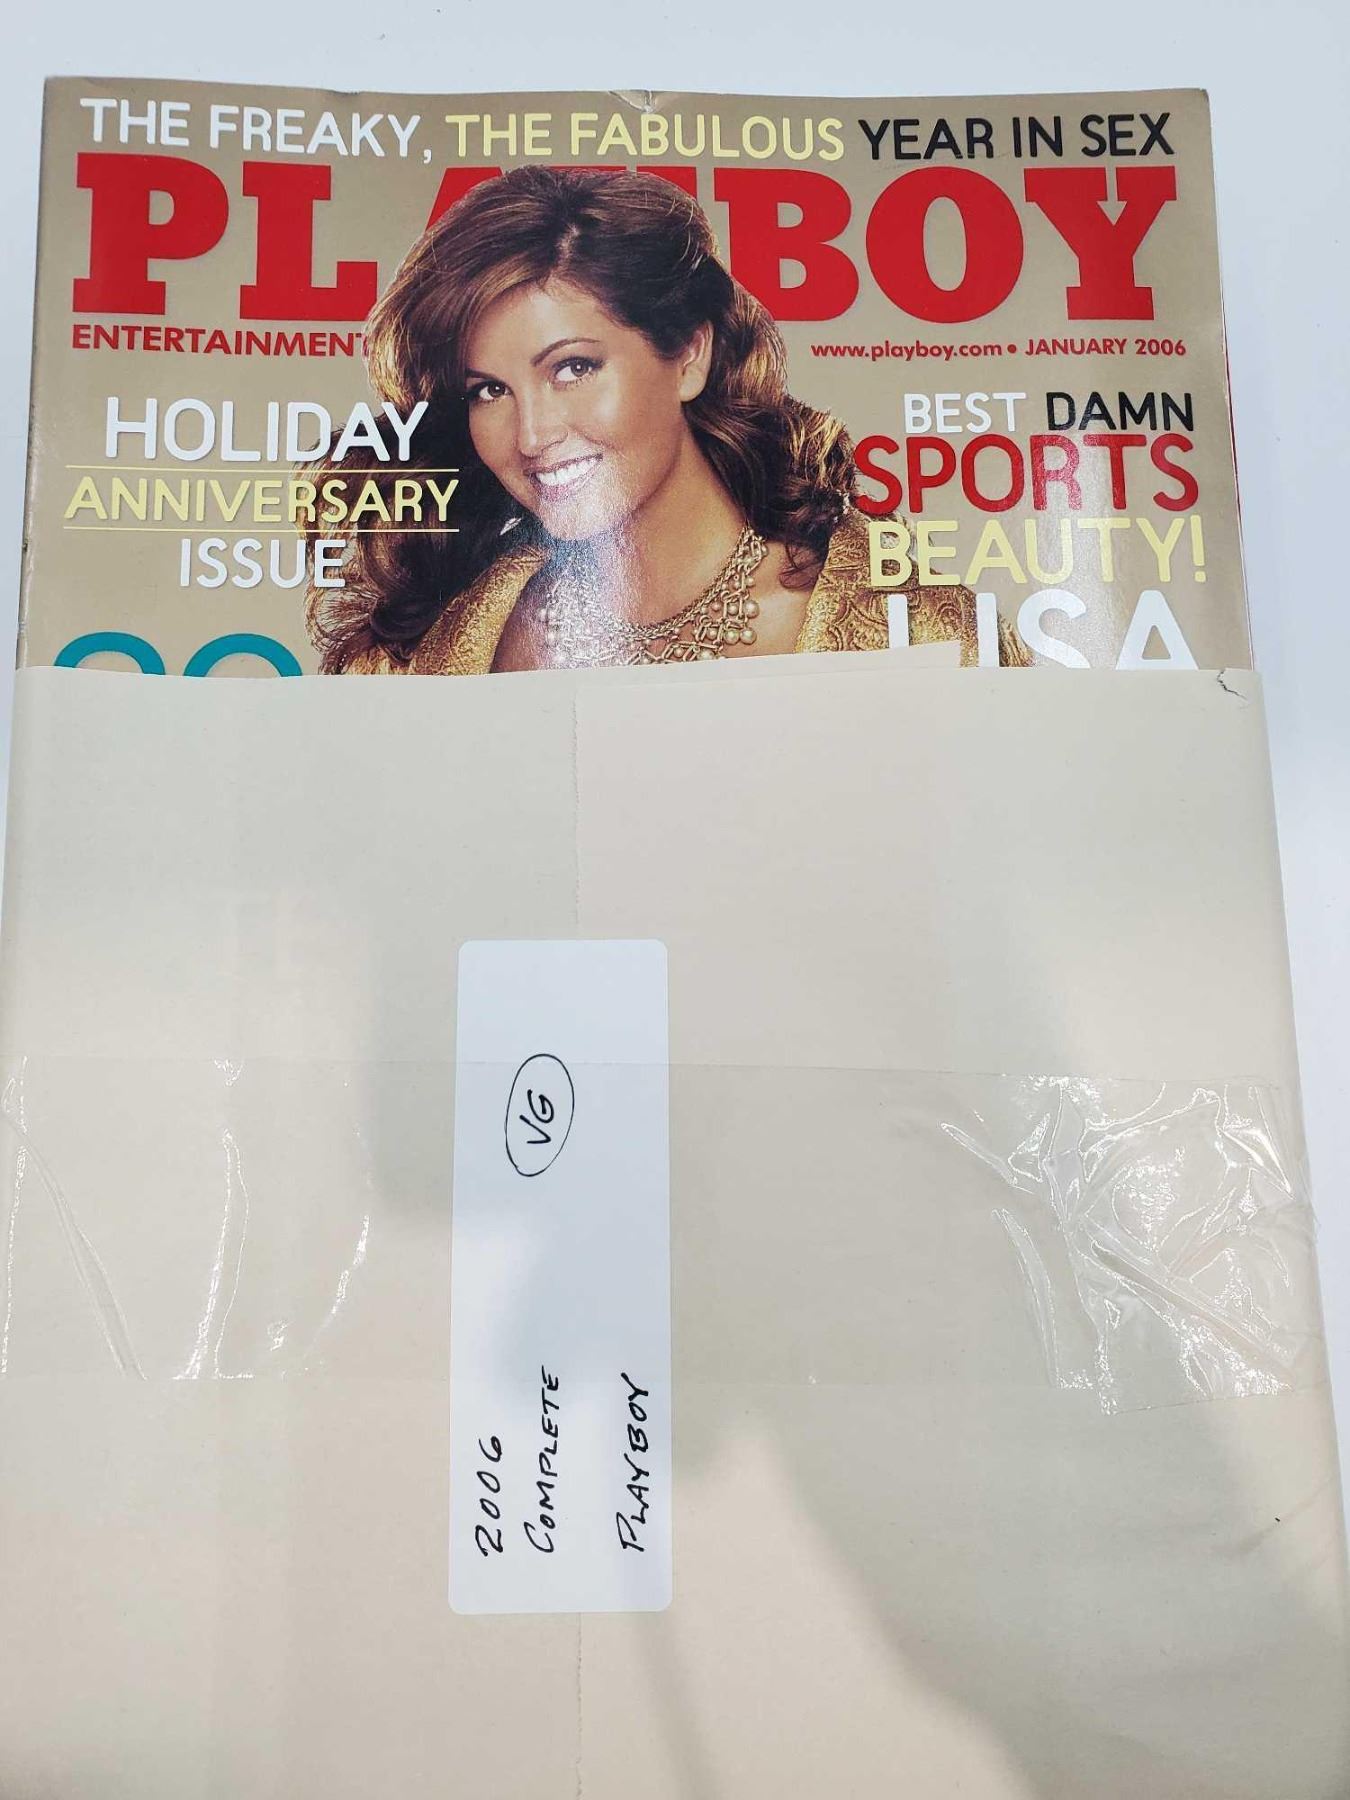 THE FREAKY, THE FABULOUS YEAR IN SEX
PLAYBOY
ENTERTAINMENT
www.playboy.com • JANUARY 2006
HOLIDAY
ANNIVERSARY
ISSUE
BEST DAMN
SPORTS
BEAUTY!
LISA
2006 VG
COMPLETE
PLAYBOY